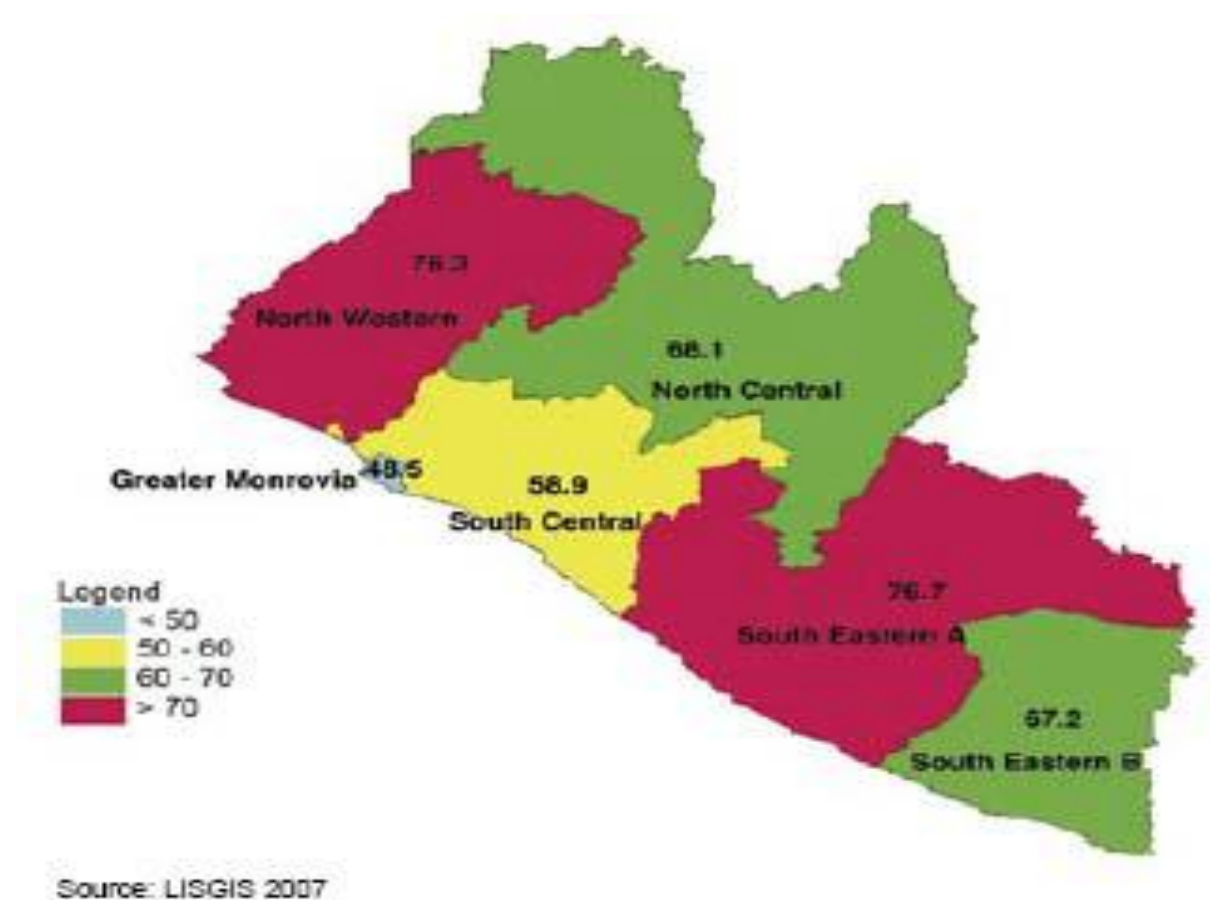 76.3
North Western
68.1
North Central
Greater Monrovia
48.5
58.9
South Central
76.7
South Eastern A
67.2
South Eastern B
Legend
< 50
50 - 60
60 - 70
> 70
Source: LISGIS 2007